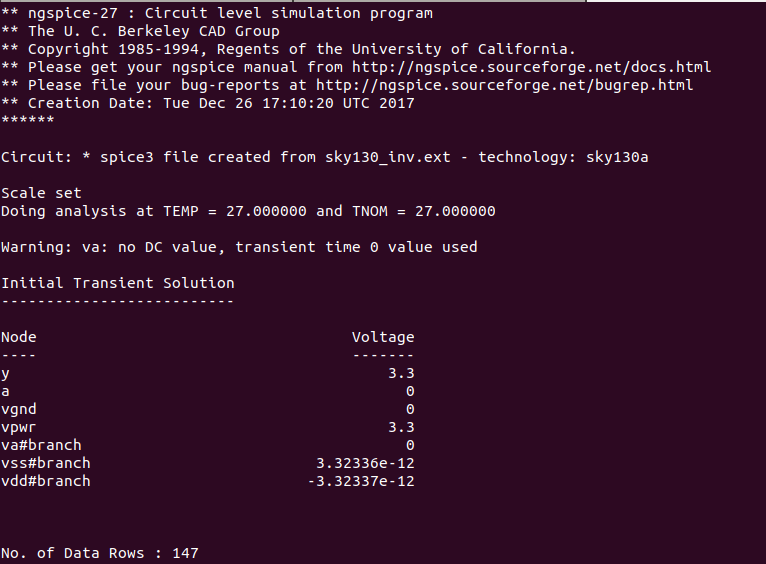 ** ngspice-27 : Circuit level simulation program
** The U. C. Berkeley CAD Group
** Copyright 1985-1994, Regents of the University of California.
** Please get your ngspice manual from http://ngspice.sourceforge.net/docs.html
** Please file your bug-reports at http://ngspice.sourceforge.net/bugrep.html
** Creation Date: Tue Dec 26 17:10:20 UTC 2017
******
Circuit: * spice3 file created from sky130_inv.ext - technology: sky130a
Scale set
Doing analysis at TEMP = 27.000000 and TNOM = 27.000000
Warning: va: no DC value, transient time 0 value used
Initial Transient Solution
--------------------------
Node                                   Voltage
----                                   -------
y                                          3.3
a                                            0
vgnd                                         0
vpwr                                       3.3
va#branch                                    0
vss#branch                         3.32336e-12
vdd#branch                        -3.32337e-12
No. of Data Rows : 147